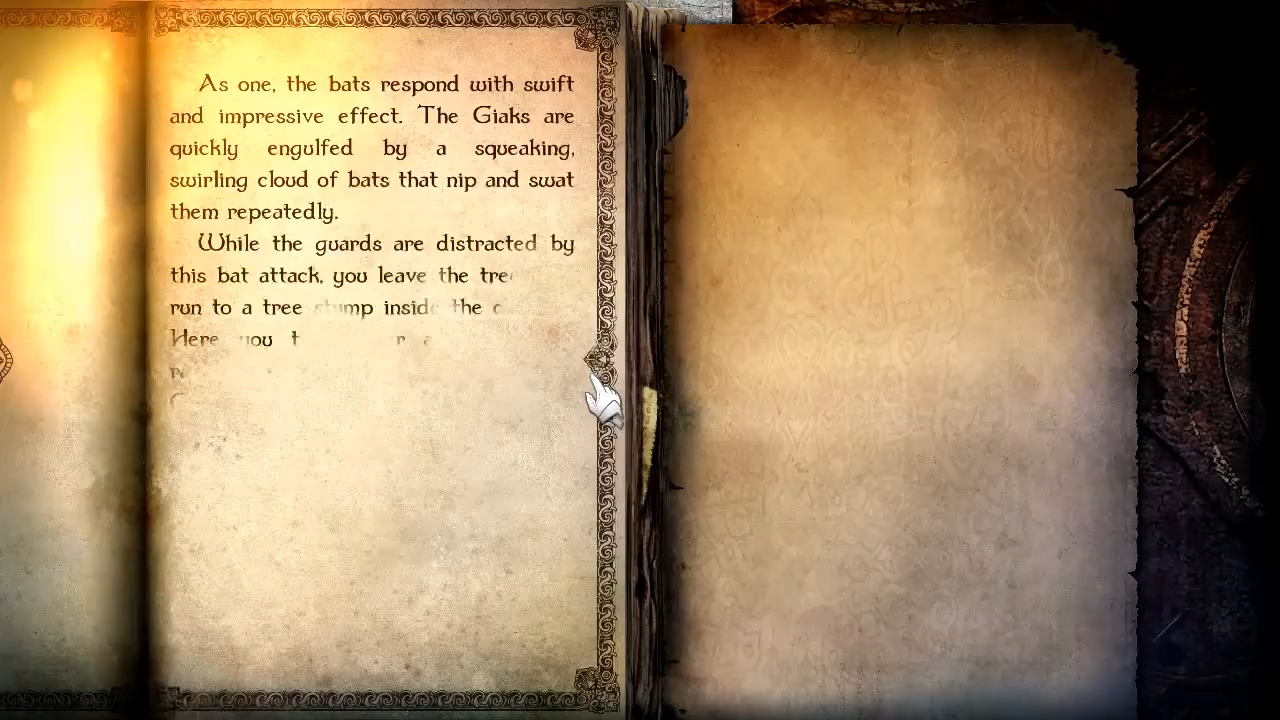 As one, the bats respond with swift
and impressive effect. The Giaks are
quickly engulfed by a squeaking,
swirling cloud of bats that nip and swat
them repeatedly.
While the guards are distracted by
this bat attack, you leave the
run to a tree stump inside the
Here you